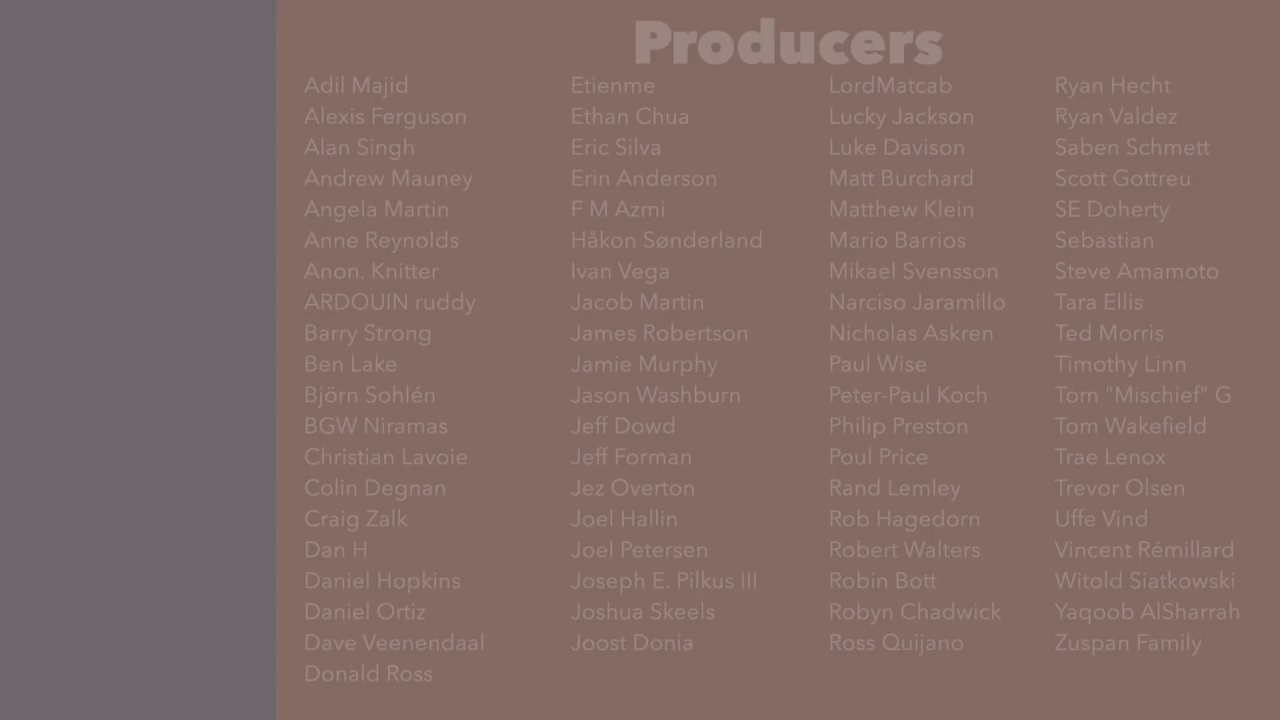 Producers
Adil Majid
Alexis Ferguson
Alan Singh
Andrew Mauney
Angela Martin
Anne Reynolds
Anon. Knitter
ARDOUIN ruddy
Barry Strong
Ben Lake
Björn Sohlén
BGW Niramas
Christian Lavoie
Colin Degnan
Craig Zalk
Dan H
Daniel Hopkins
Daniel Ortiz
Dave Veenendaal
Donald Ross
Etienme
Ethan Chua
Eric Silva
Erin Anderson
F M Azmi
Håkon Sønderland
Ivan Vega
Jacob Martin
James Robertson
Jamie Murphy
Jason Washburn
Jeff Dowd
Jeff Forman
Jez Overton
Joel Hallin
Joel Petersen
Joseph E. Pilkus III
Joshua Skeels
Joost Donia
LordMatcab
Lucky Jackson
Luke Davison
Matt Burchard
Matthew Klein
Mario Barrios
Mikael Svensson
Narciso Jaramillo
Nicholas Askren
Paul Wise
Peter-Paul Koch
Philip Preston
Poul Price
Rand Lemley
Rob Hagedorn
Robert Walters
Robin Bott
Robyn Chadwick
Ross Quijano
Ryan Hecht
Ryan Valdez
Saben Schmett
Scott Gottreu
SE Doherty
Sebastian
Steve Amamoto
Tara Ellis
Ted Morris
Timothy Linn
Tom "Mischief" G
Tom Wakefield
Trae Lenox
Trevor Olsen
Uffe Vind
Vincent Rémillard
Witold Siatkowski
Yaqoob AlSharrah
Zuspan Family